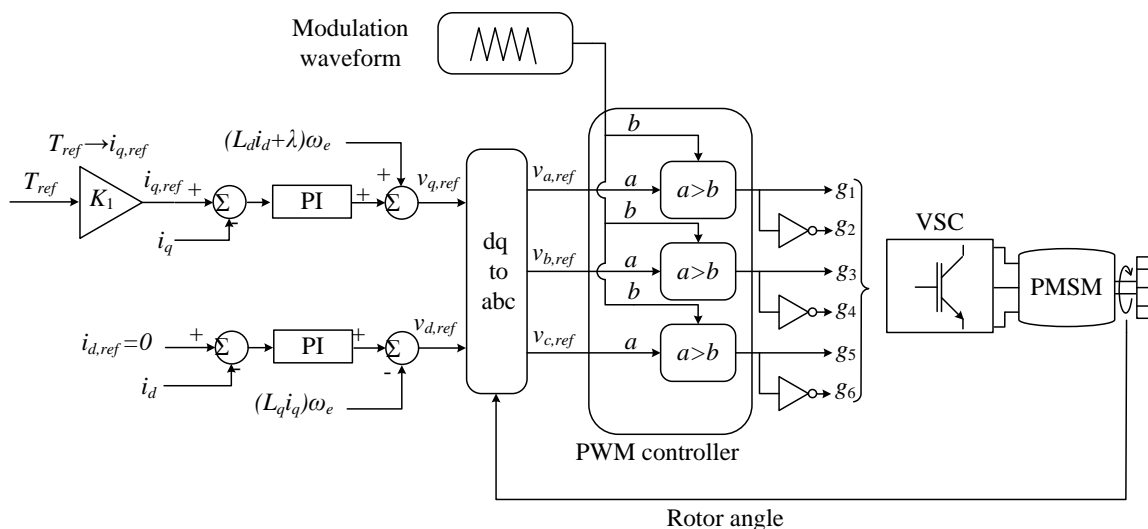 Modulation
waveform
T_ref→i_q,ref
T_ref
K_1
i_q,ref
+
Σ
-
i_q
PI
+
(L_d i_d+λ)ω_e
+
Σ
v_q,ref
i_d,ref=0
+
Σ
-
i_d
PI
+
Σ
-
(L_q i_q)ω_e
v_d,ref
dq
to
abc
v_a,ref
v_b,ref
v_c,ref
b
a
a>b
b
a
a>b
b
a
a>b
PWM controller
g_1
g_2
g_3
g_4
g_5
g_6
VSC
PMSM
Rotor angle